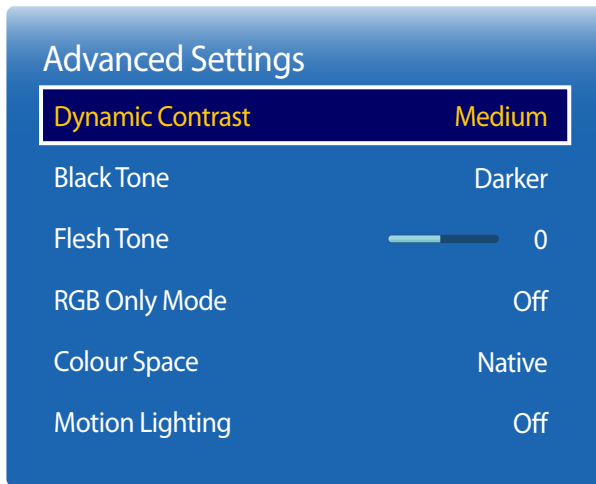 Advanced Settings
Dynamic Contrast Medium
Black Tone Darker
Flesh Tone 0
RGB Only Mode Off
Colour Space Native
Motion Lighting Off